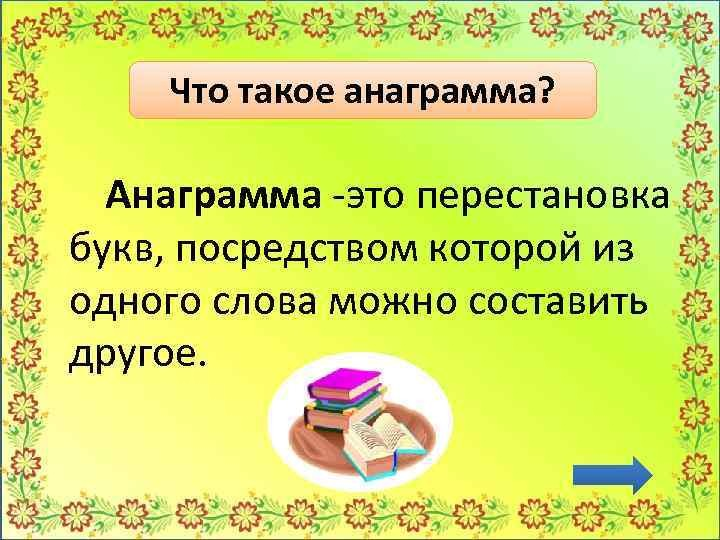 Что такое анаграмма?
Анаграмма -это перестановка
букв, посредством которой из
одного слова можно составить
другое.